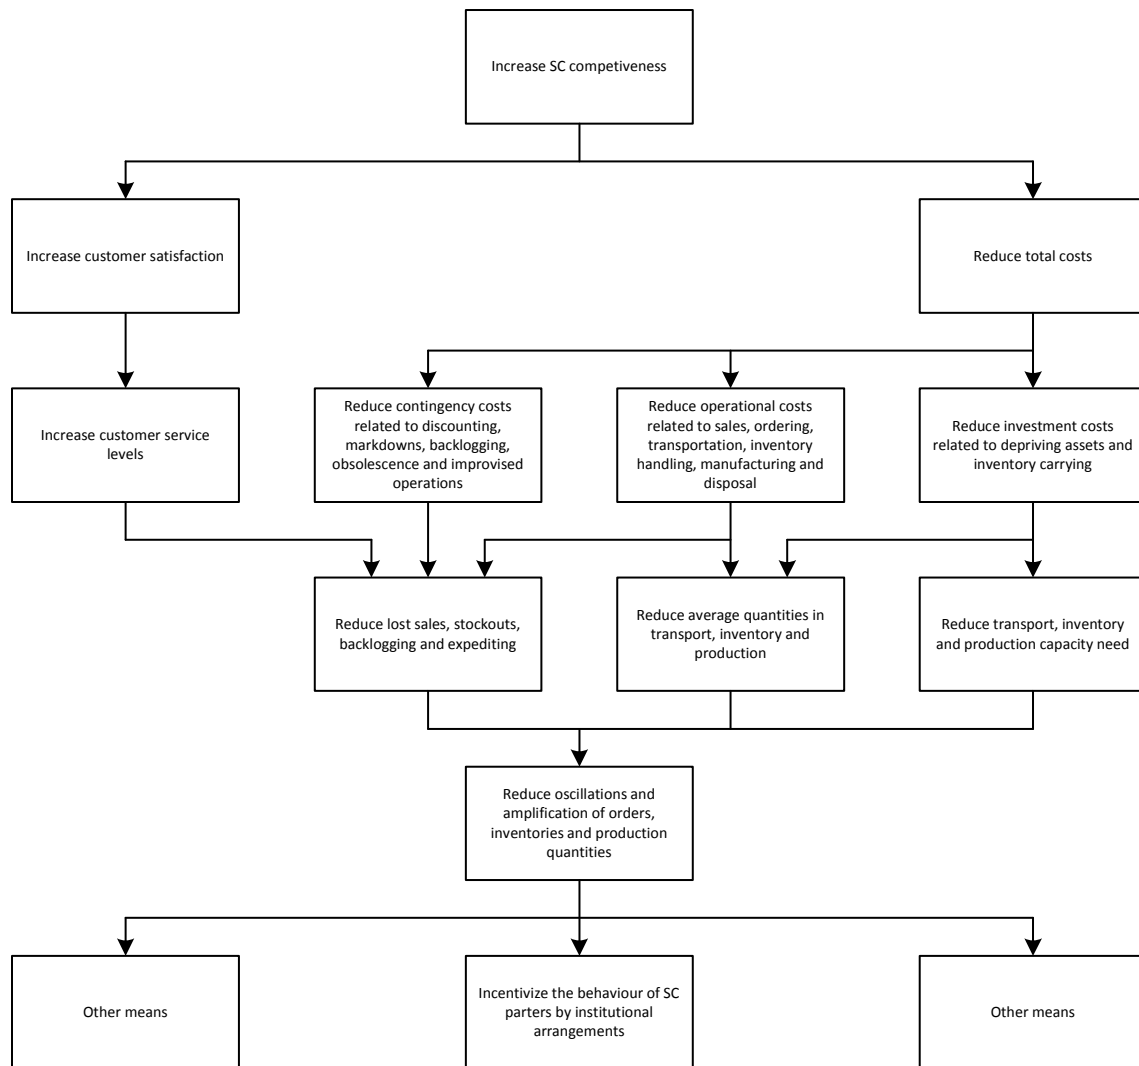 Increase SC competiveness
Increase customer satisfaction
Reduce total costs
Increase customer service
levels
Reduce contingency costs
related to discounting,
markdowns, backlogging,
obsolescence and improvised
operations
Reduce operational costs
related to sales, ordering,
transportation, inventory
handling, manufacturing and
disposal
Reduce investment costs
related to depriving assets and
inventory carrying
Reduce lost sales, stockouts,
backlogging and expediting
Reduce average quantities in
transport, inventory and
production
Reduce transport, inventory
and production capacity need
Reduce oscillations and
amplification of orders,
inventories and production
quantities
Other means
Incentivize the behaviour of SC
parters by institutional
arrangements
Other means